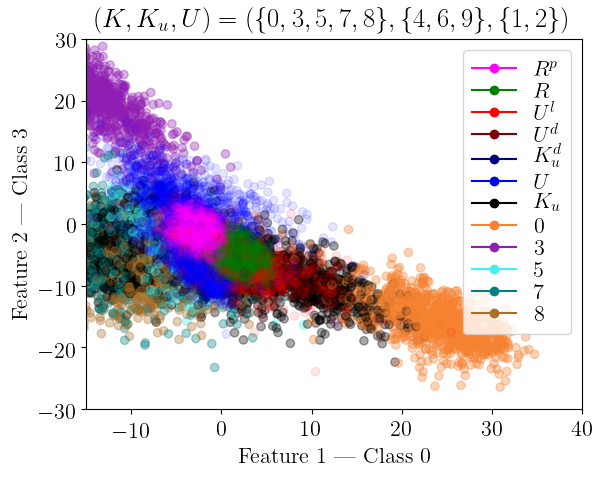 (K, K_u, U) = ({0, 3, 5, 7, 8}, {4, 6, 9}, {1, 2})
30
20
10
0
−10
−20
−30
Feature 2 — Class 3
R^p
R
U^l
U^d
K_u^d
U
K_u
0
3
5
7
8
−10
0
10
20
30
40
Feature 1 — Class 0